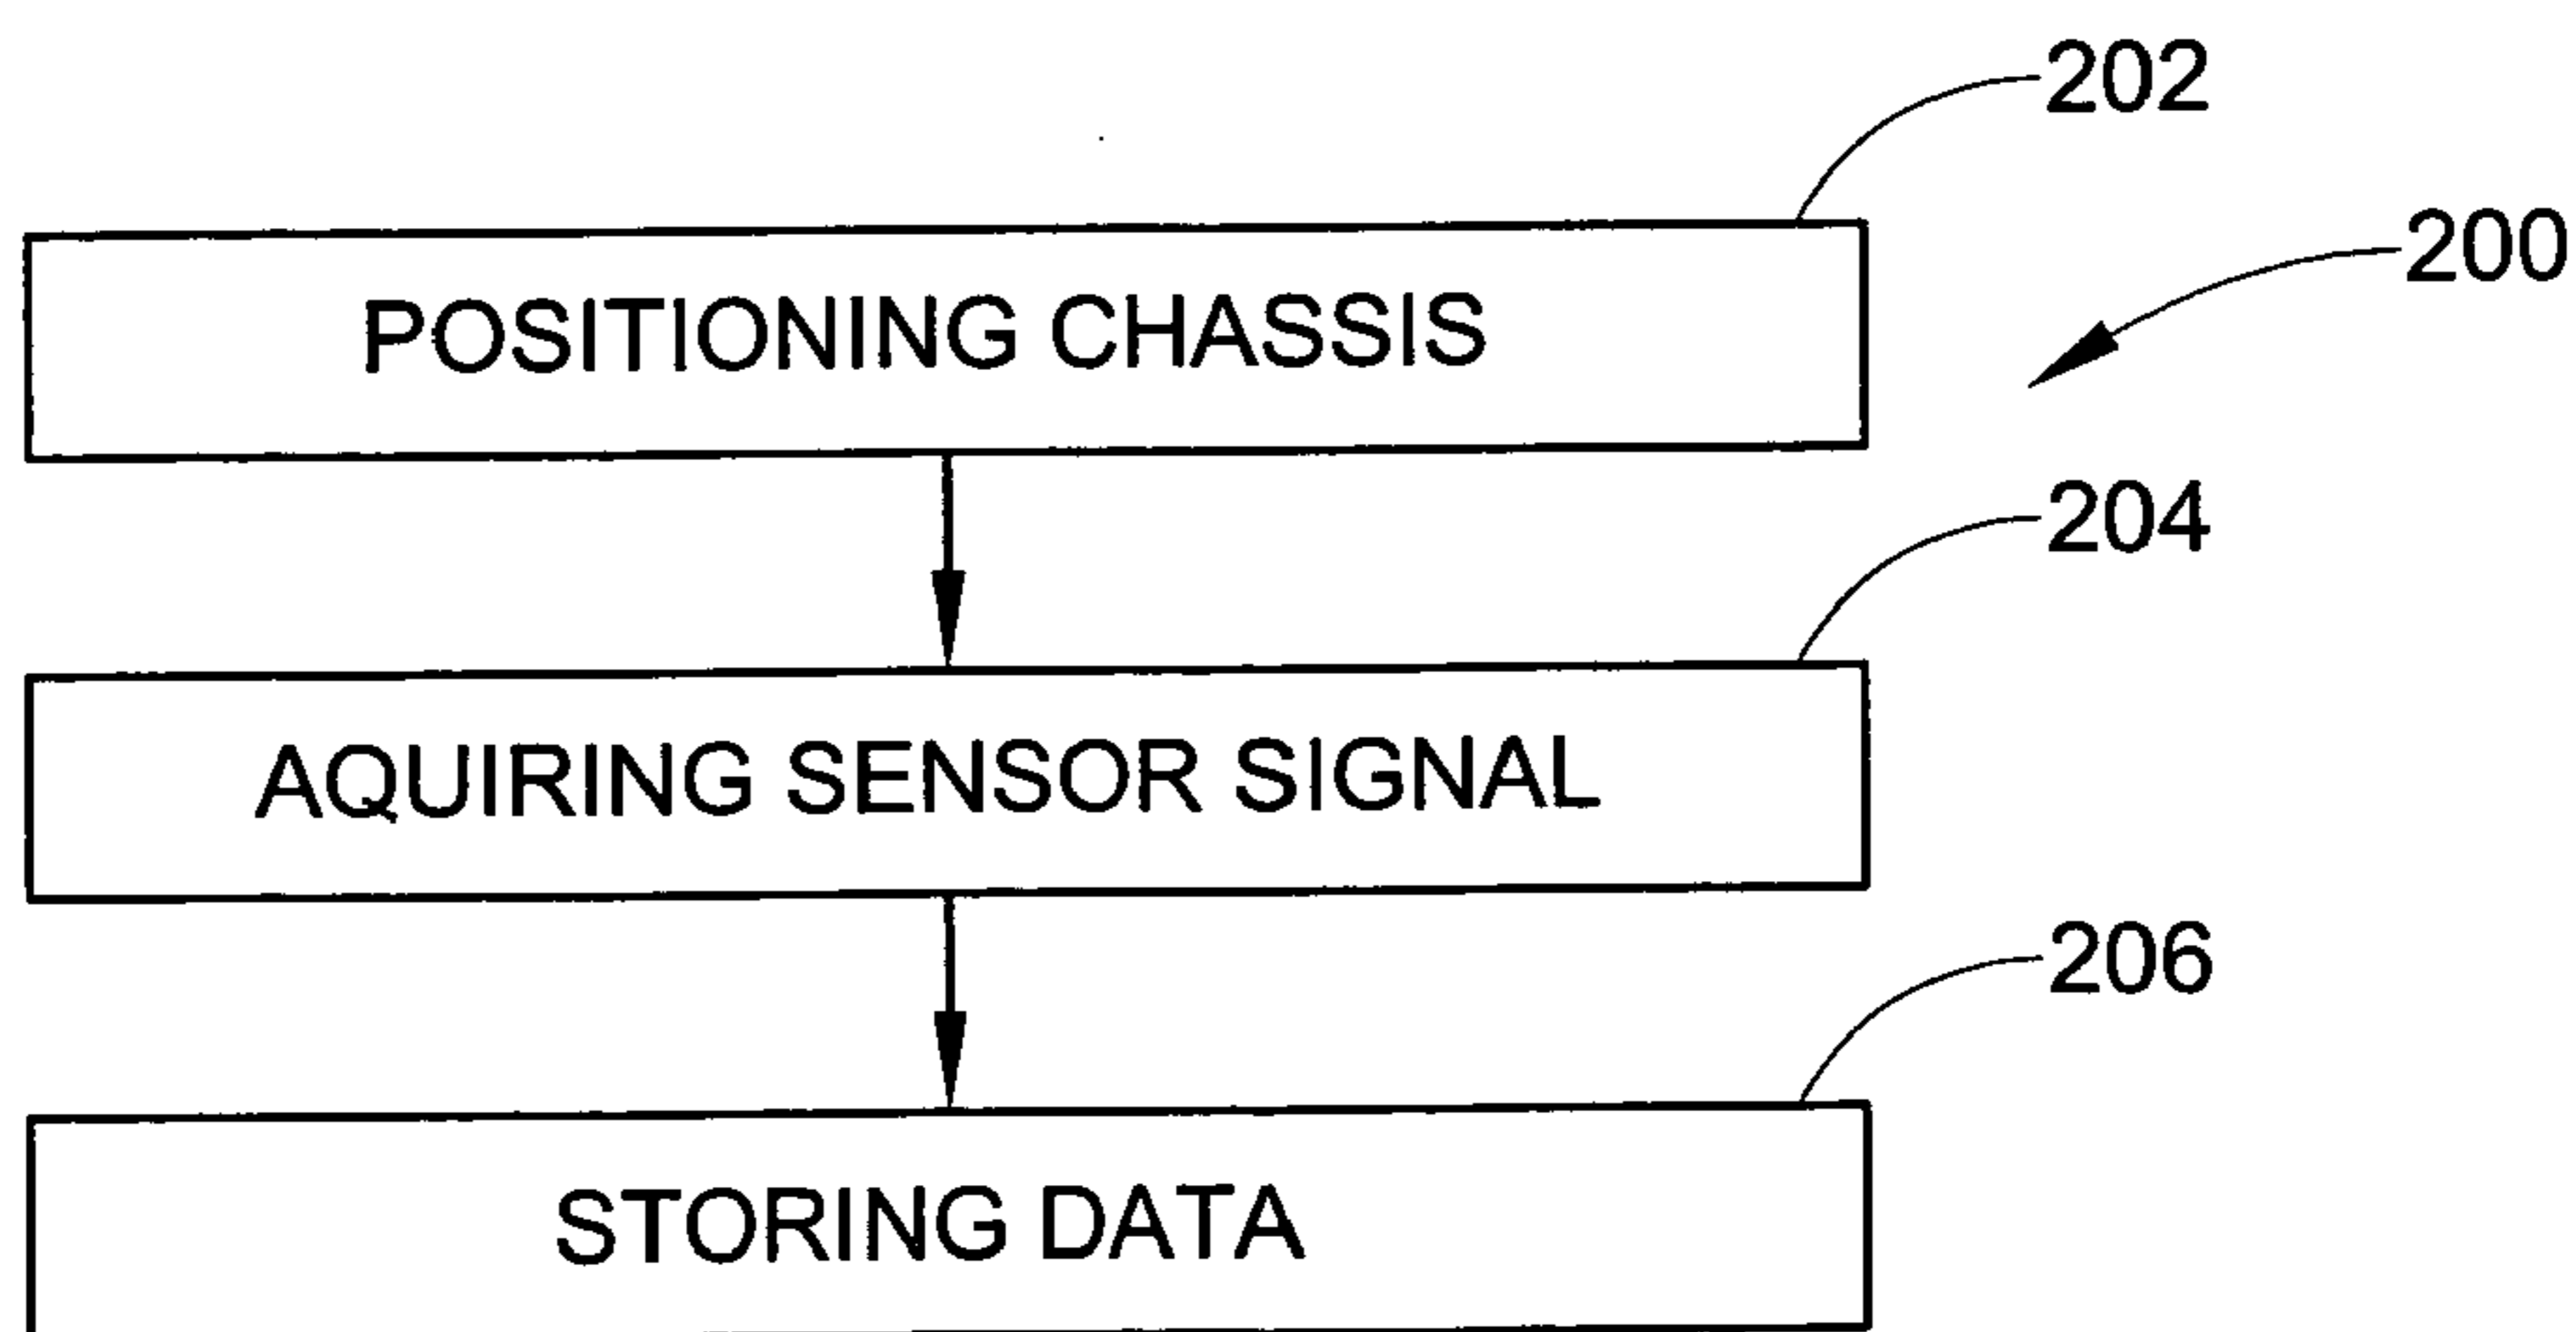 202
200
POSITIONING CHASSIS
204
AQUIRING SENSOR SIGNAL
206
STORING DATA